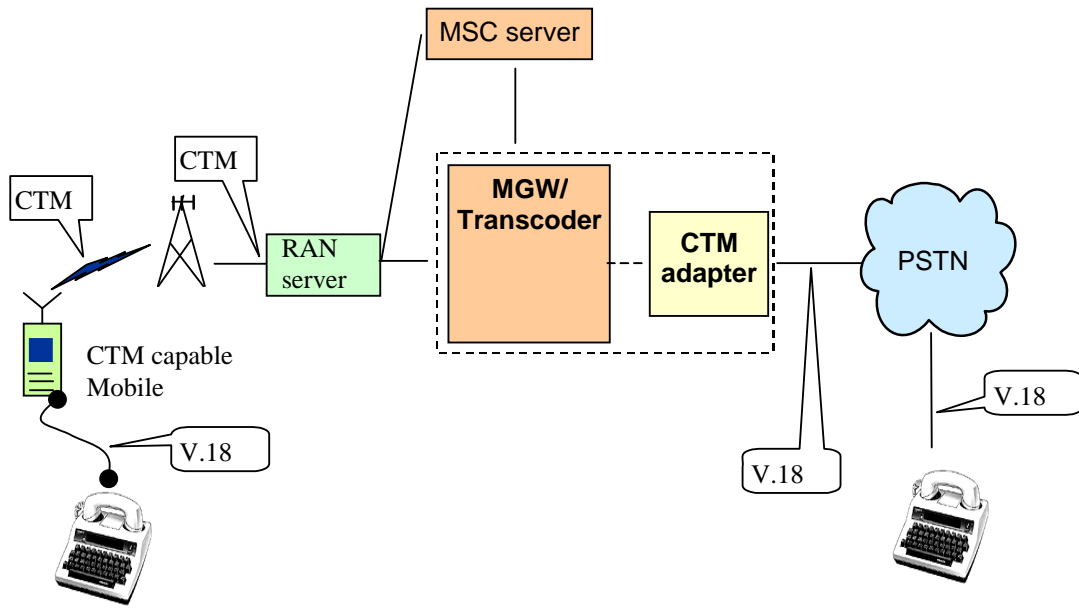 MSC server
CTM
CTM
MGW/
Transcoder
CTM
adapter
RAN
server
PSTN
CTM capable
Mobile
V.18
V.18
V.18